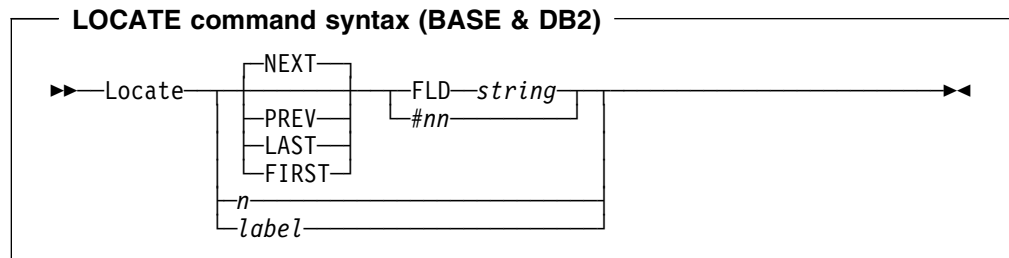 LOCATE command syntax (BASE & DB2)
NEXT
Locate FLD string
PREV #nn
LAST
FIRST
n
label